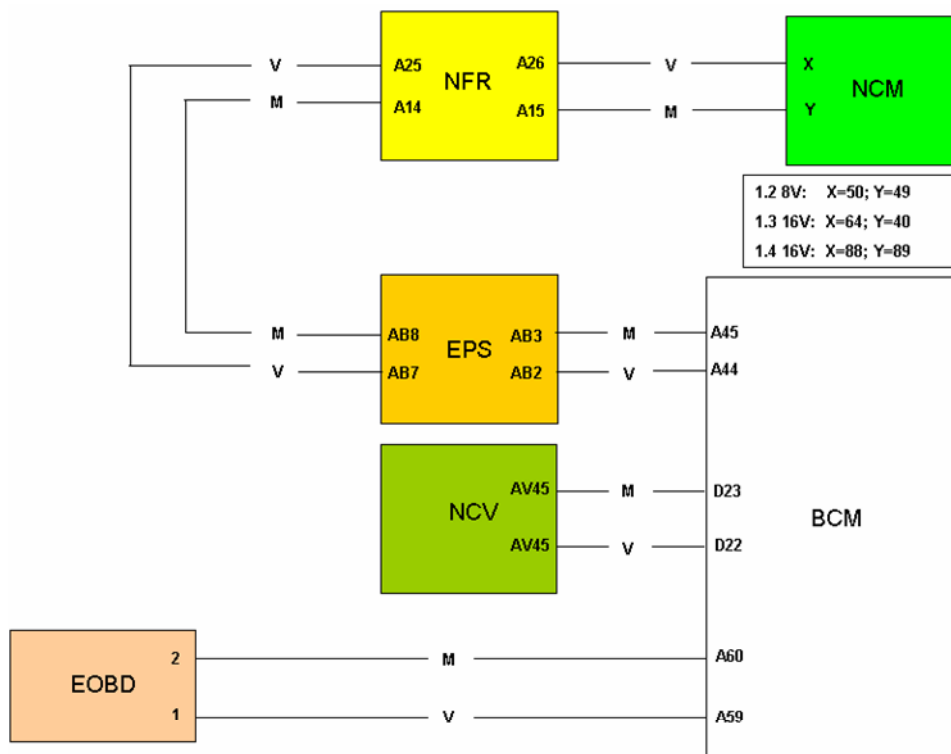 V A25 NFR A26 V X NCM
M A14 A15 M Y
1.2 8V: X=50; Y=49
1.3 16V: X=64; Y=40
1.4 16V: X=88; Y=89
M AB8 EPS AB3 M A45
V AB7 AB2 V A44
NCV AV45 M D23 BCM
AV45 V D22
EOBD 2 M A60
1 V A59